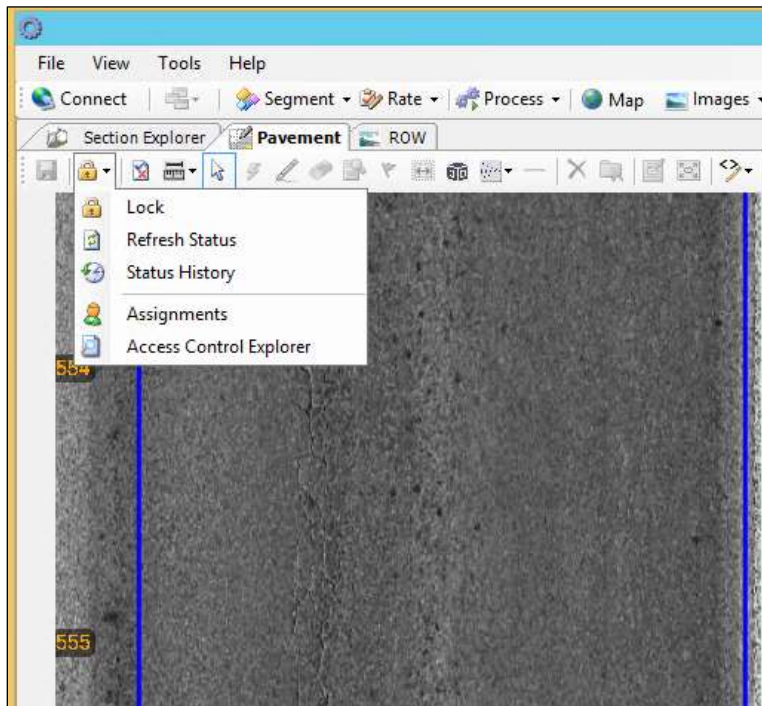 File View Tools Help
Connect Segment Rate Process Map Images
Section Explorer Pavement ROW
Lock
Refresh Status
Status History
Assignments
Access Control Explorer
554
555